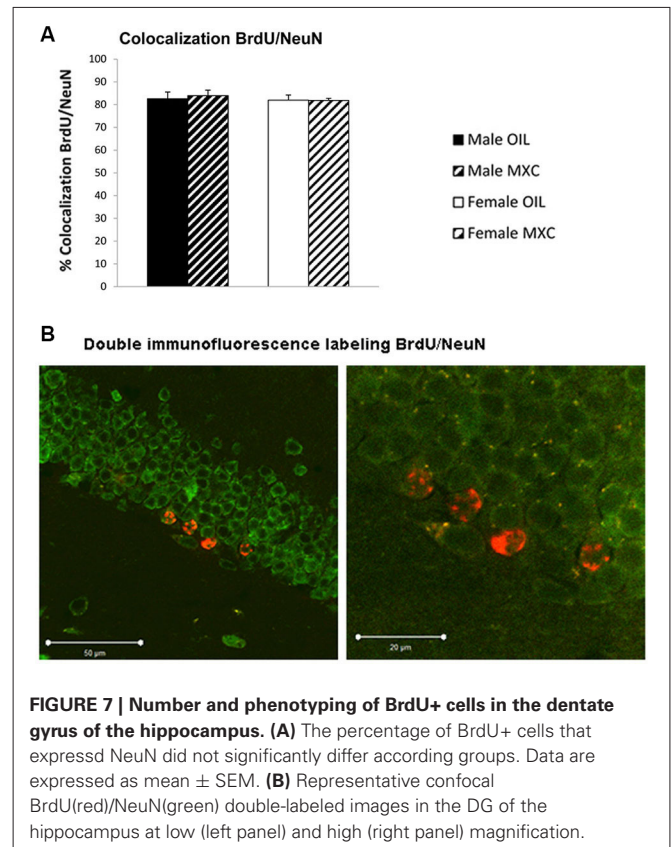 A
Colocalization BrdU/NeuN
% Colocalization BrdU/NeuN
100
90
80
70
60
50
40
30
20
10
0
Male OIL
Male MXC
Female OIL
Female MXC
B
Double immunofluorescence labeling BrdU/NeuN
50 µm
20 µm
FIGURE 7 | Number and phenotyping of BrdU+ cells in the dentate
gyrus of the hippocampus. (A) The percentage of BrdU+ cells that
expressd NeuN did not significantly differ according groups. Data are
expressed as mean ± SEM. (B) Representative confocal
BrdU(red)/NeuN(green) double-labeled images in the DG of the
hippocampus at low (left panel) and high (right panel) magnification.